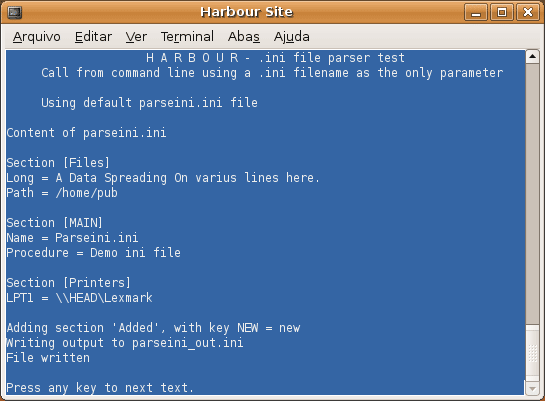 Harbour Site
Arquivo Editar Ver Terminal Abas Ajuda
H A R B O U R - .ini file parser test
Call from command line using a .ini filename as the only parameter
Using default parseini.ini file
Content of parseini.ini
Section [Files]
Long = A Data Spreading On varius lines here.
Path = /home/pub
Section [MAIN]
Name = Parseini.ini
Procedure = Demo ini file
Section [Printers]
LPT1 = \\HEAD\Lexmark
Adding section 'Added', with key NEW = new
Writing output to parseini_out.ini
File written
Press any key to next text.